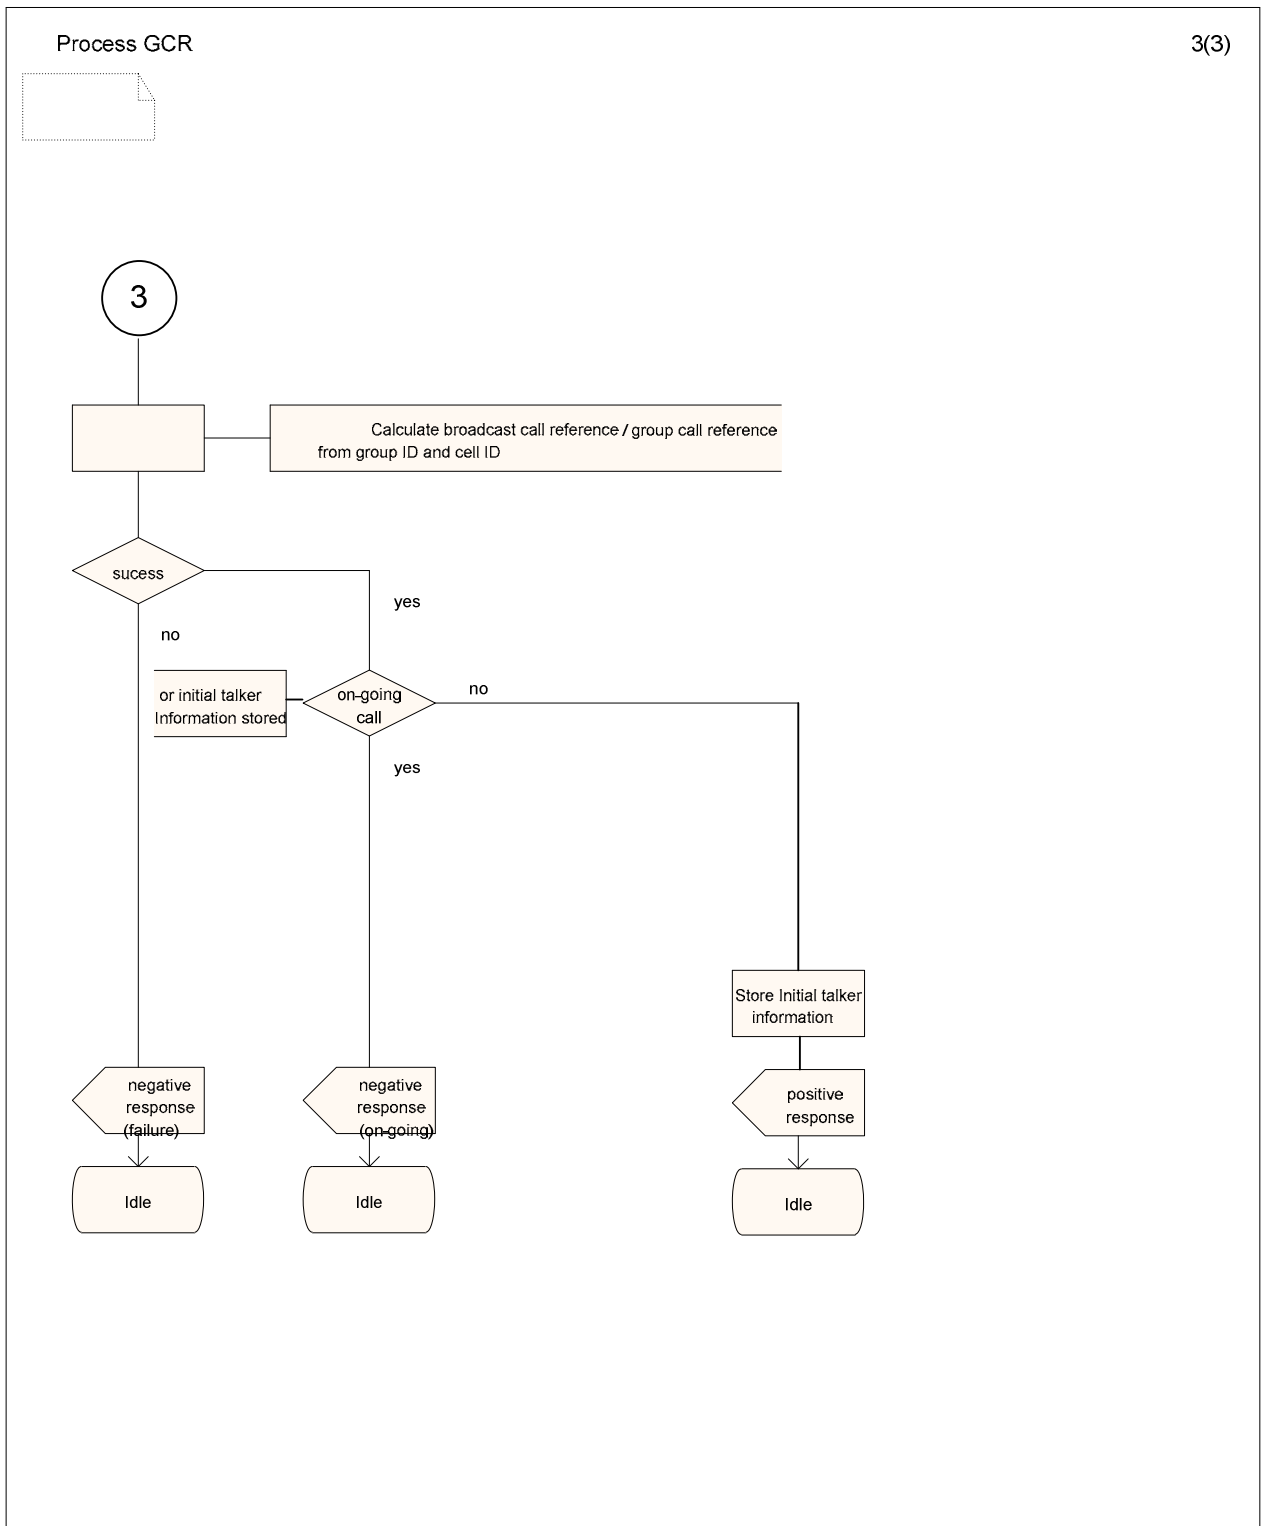 Process GCR
3(3)
3
Calculate broadcast call reference / group call reference
from group ID and cell ID
sucess
yes
no
or initial talker
Information stored
on-going
call
no
yes
Store Initial talker
information
negative
response
(failure)
negative
response
(on-going)
positive
response
Idle
Idle
Idle